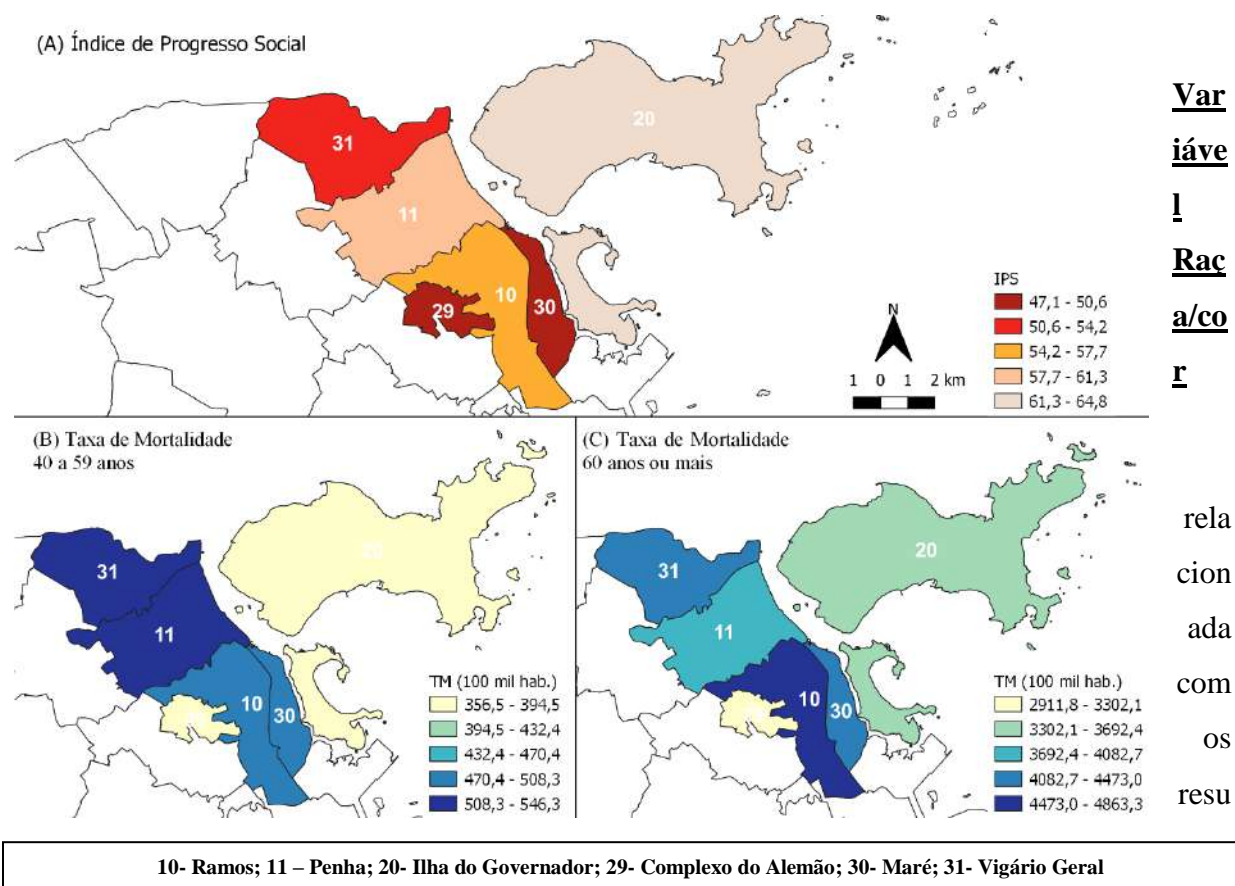 (A) Índice de Progresso Social
31
20
11
10
29
30
N
1 0 1 2 km
IPS
47,1 - 50,6
50,6 - 54,2
54,2 - 57,7
57,7 - 61,3
61,3 - 64,8
Var
iáve
l
Raç
a/co
r
(B) Taxa de Mortalidade
40 a 59 anos
20
31
11
10
30
TM (100 mil hab.)
356,5 - 394,5
394,5 - 432,4
432,4 - 470,4
470,4 - 508,3
508,3 - 546,3
(C) Taxa de Mortalidade
60 anos ou mais
20
31
11
10
30
TM (100 mil hab.)
2911,8 - 3302,1
3302,1 - 3692,4
3692,4 - 4082,7
4082,7 - 4473,0
4473,0 - 4863,3
rela
cion
ada
com
os
resu
10- Ramos; 11 – Penha; 20- Ilha do Governador; 29- Complexo do Alemão; 30- Maré; 31- Vigário Geral